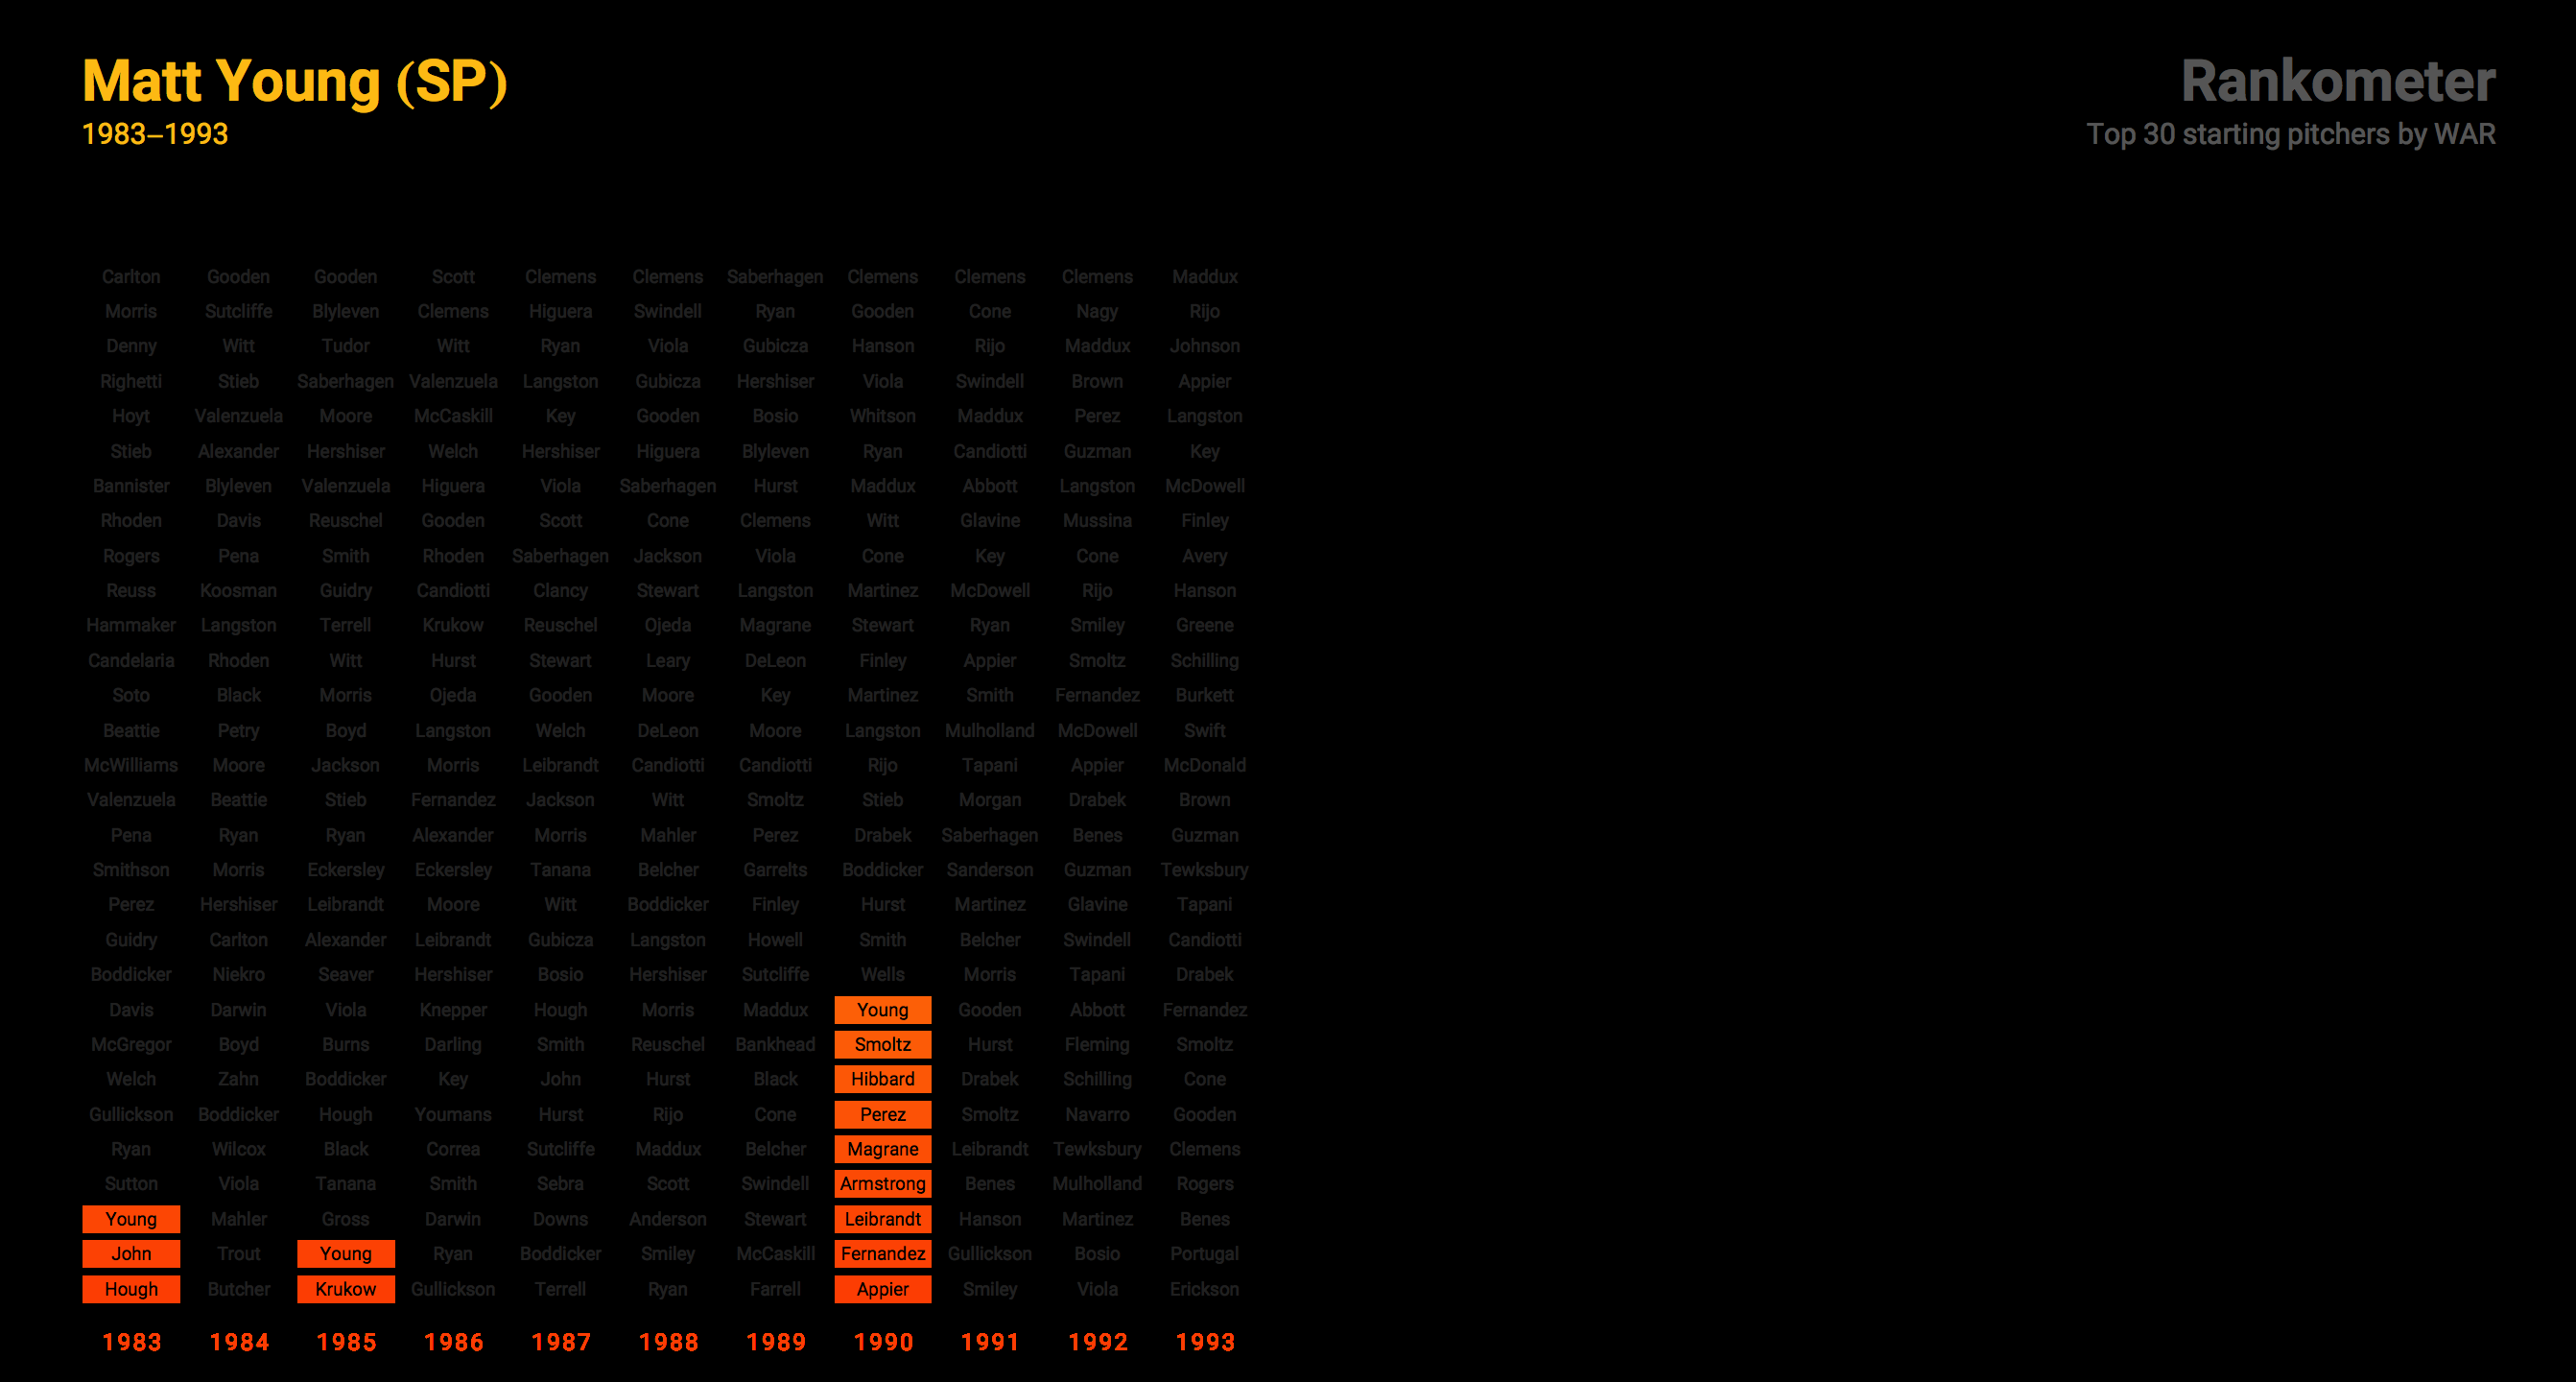 Matt Young (SP)
1983–1993
Rankometer
Top 30 starting pitchers by WAR
Carlton Gooden Gooden Scott Clemens Clemens Saberhagen Clemens Clemens Clemens Maddux
Morris Sutcliffe Blyleven Clemens Higuera Swindell Ryan Gooden Cone Nagy Rijo
Denny Witt Tudor Witt Ryan Viola Gubicza Hanson Rijo Maddux Johnson
Righetti Stieb Saberhagen Valenzuela Langston Gubicza Hershiser Viola Swindell Brown Appier
Hoyt Valenzuela Moore McCaskill Key Gooden Bosio Whitson Maddux Perez Langston
Stieb Alexander Hershiser Welch Hershiser Higuera Blyleven Ryan Candiotti Guzman Key
Bannister Blyleven Valenzuela Higuera Viola Saberhagen Hurst Maddux Abbott Langston McDowell
Rhoden Davis Reuschel Gooden Scott Cone Clemens Witt Glavine Mussina Finley
Rogers Pena Smith Rhoden Saberhagen Jackson Viola Cone Key Cone Avery
Reuss Koosman Guidry Candiotti Clancy Stewart Langston Martinez McDowell Rijo Hanson
Hammaker Langston Terrell Krukow Reuschel Ojeda Magrane Stewart Ryan Smiley Greene
Candelaria Rhoden Witt Hurst Stewart Leary DeLeon Finley Appier Smoltz Schilling
Soto Black Morris Ojeda Gooden Moore Key Martinez Smith Fernandez Burkett
Beattie Petry Boyd Langston Welch DeLeon Moore Langston Mulholland McDowell Swift
McWilliams Moore Jackson Morris Leibrandt Candiotti Candiotti Rijo Tapani Appier McDonald
Valenzuela Beattie Stieb Fernandez Jackson Witt Smoltz Stieb Morgan Drabek Brown
Pena Ryan Ryan Alexander Morris Mahler Perez Drabek Saberhagen Benes Guzman
Smithson Morris Eckersley Eckersley Tanana Belcher Garrelts Boddicker Sanderson Guzman Tewksbury
Perez Hershiser Leibrandt Moore Witt Boddicker Finley Hurst Martinez Glavine Tapani
Guidry Carlton Alexander Leibrandt Gubicza Langston Howell Smith Belcher Swindell Candiotti
Boddicker Niekro Seaver Hershiser Bosio Hershiser Sutcliffe Wells Morris Tapani Drabek
Davis Darwin Viola Knepper Hough Morris Maddux Young Gooden Abbott Fernandez
McGregor Boyd Burns Darling Smith Reuschel Bankhead Smoltz Hurst Fleming Smoltz
Welch Zahn Boddicker Key John Hurst Black Hibbard Drabek Schilling Cone
Gullickson Boddicker Hough Youmans Hurst Rijo Cone Perez Smoltz Navarro Gooden
Ryan Wilcox Black Correa Sutcliffe Maddux Belcher Magrane Leibrandt Tewksbury Clemens
Sutton Viola Tanana Smith Sebra Scott Swindell Armstrong Benes Mulholland Rogers
Young Mahler Gross Darwin Downs Anderson Stewart Leibrandt Hanson Martinez Benes
John Trout Young Ryan Boddicker Smiley McCaskill Fernandez Gullickson Bosio Portugal
Hough Butcher Krukow Gullickson Terrell Ryan Farrell Appier Smiley Viola Erickson
1983 1984 1985 1986 1987 1988 1989 1990 1991 1992 1993